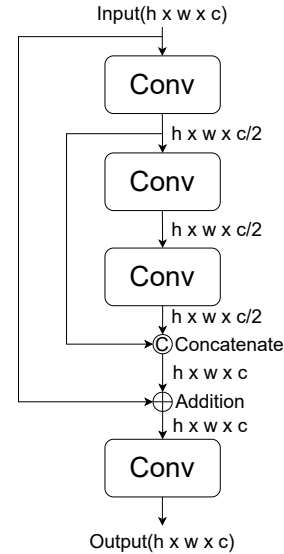 Input(h x w x c)
Conv
h x w x c/2
Conv
h x w x c/2
Conv
h x w x c/2
C Concatenate
h x w x c
Addition
h x w x c
Conv
Output(h x w x c)